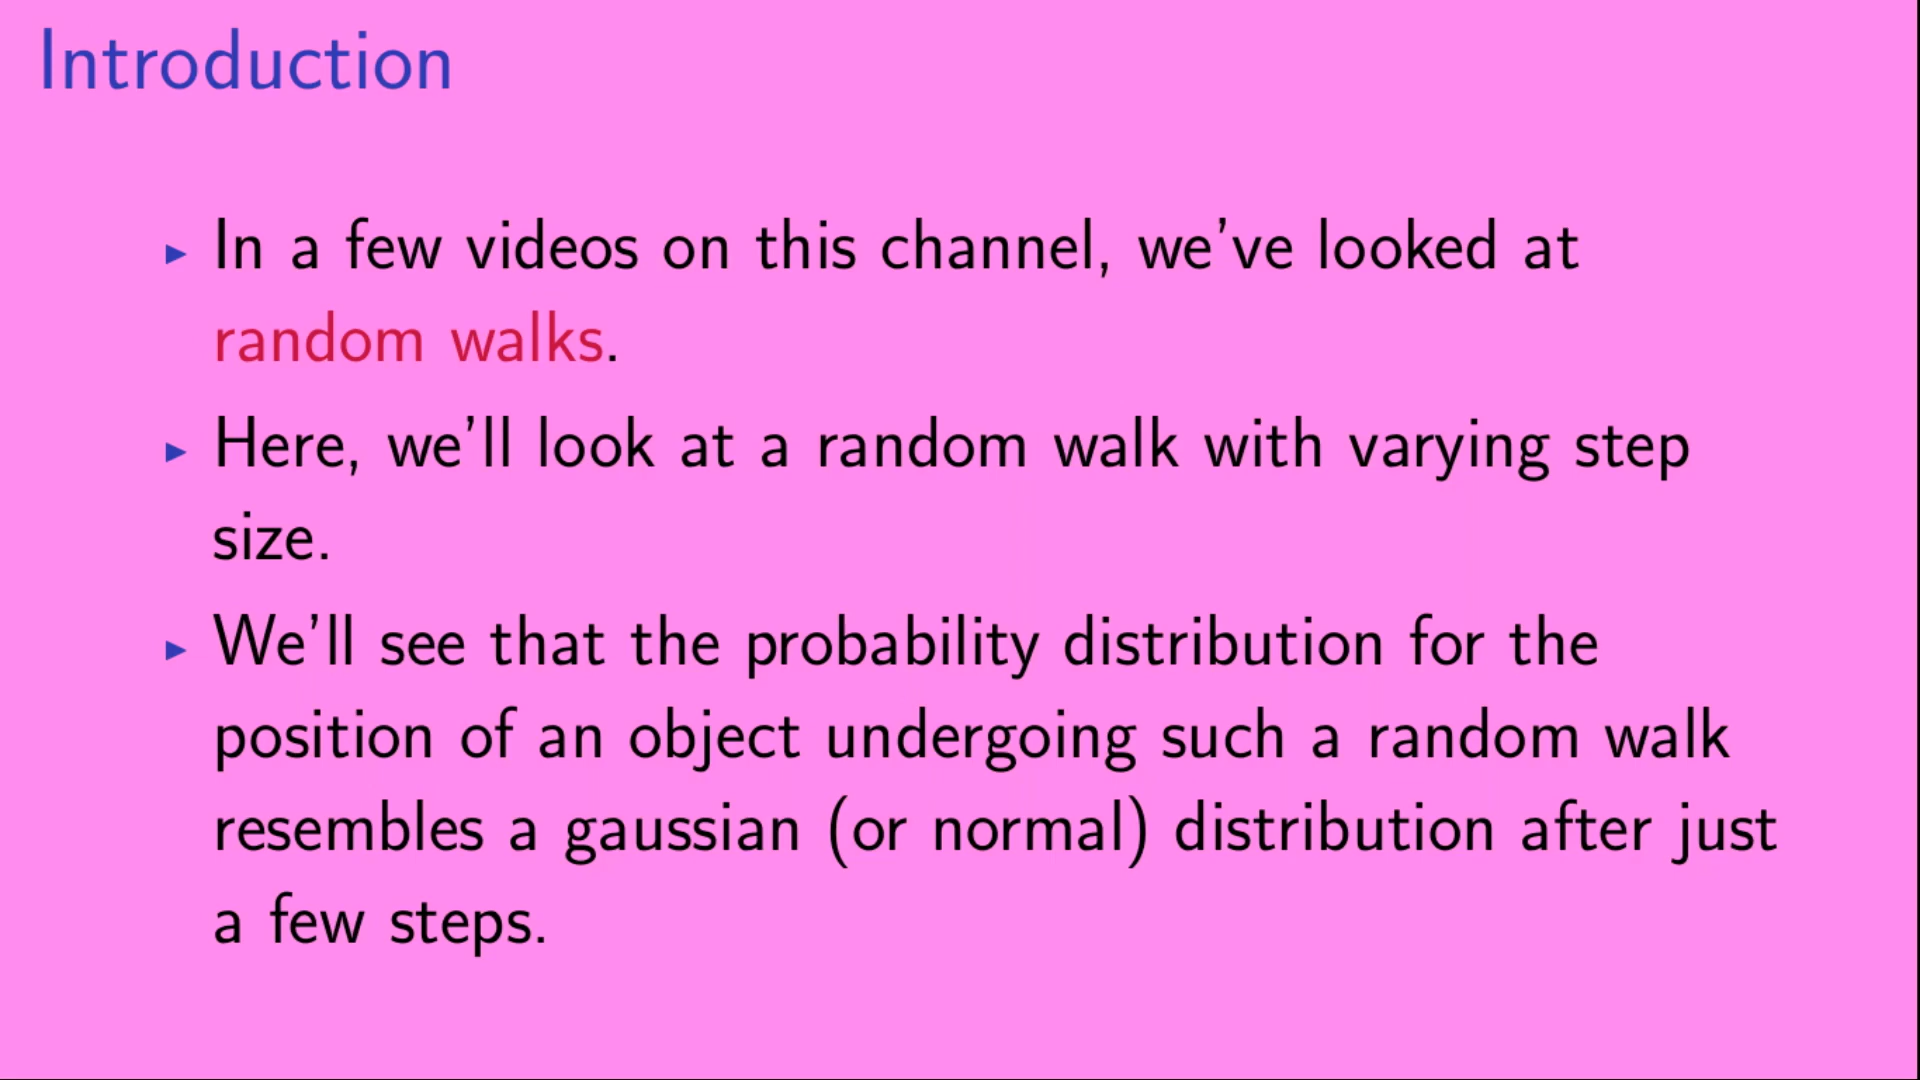 Introduction
▸ In a few videos on this channel, we've looked at
random walks.
▸ Here, we'll look at a random walk with varying step
size.
▸ We'll see that the probability distribution for the
position of an object undergoing such a random walk
resembles a gaussian (or normal) distribution after just
a few steps.